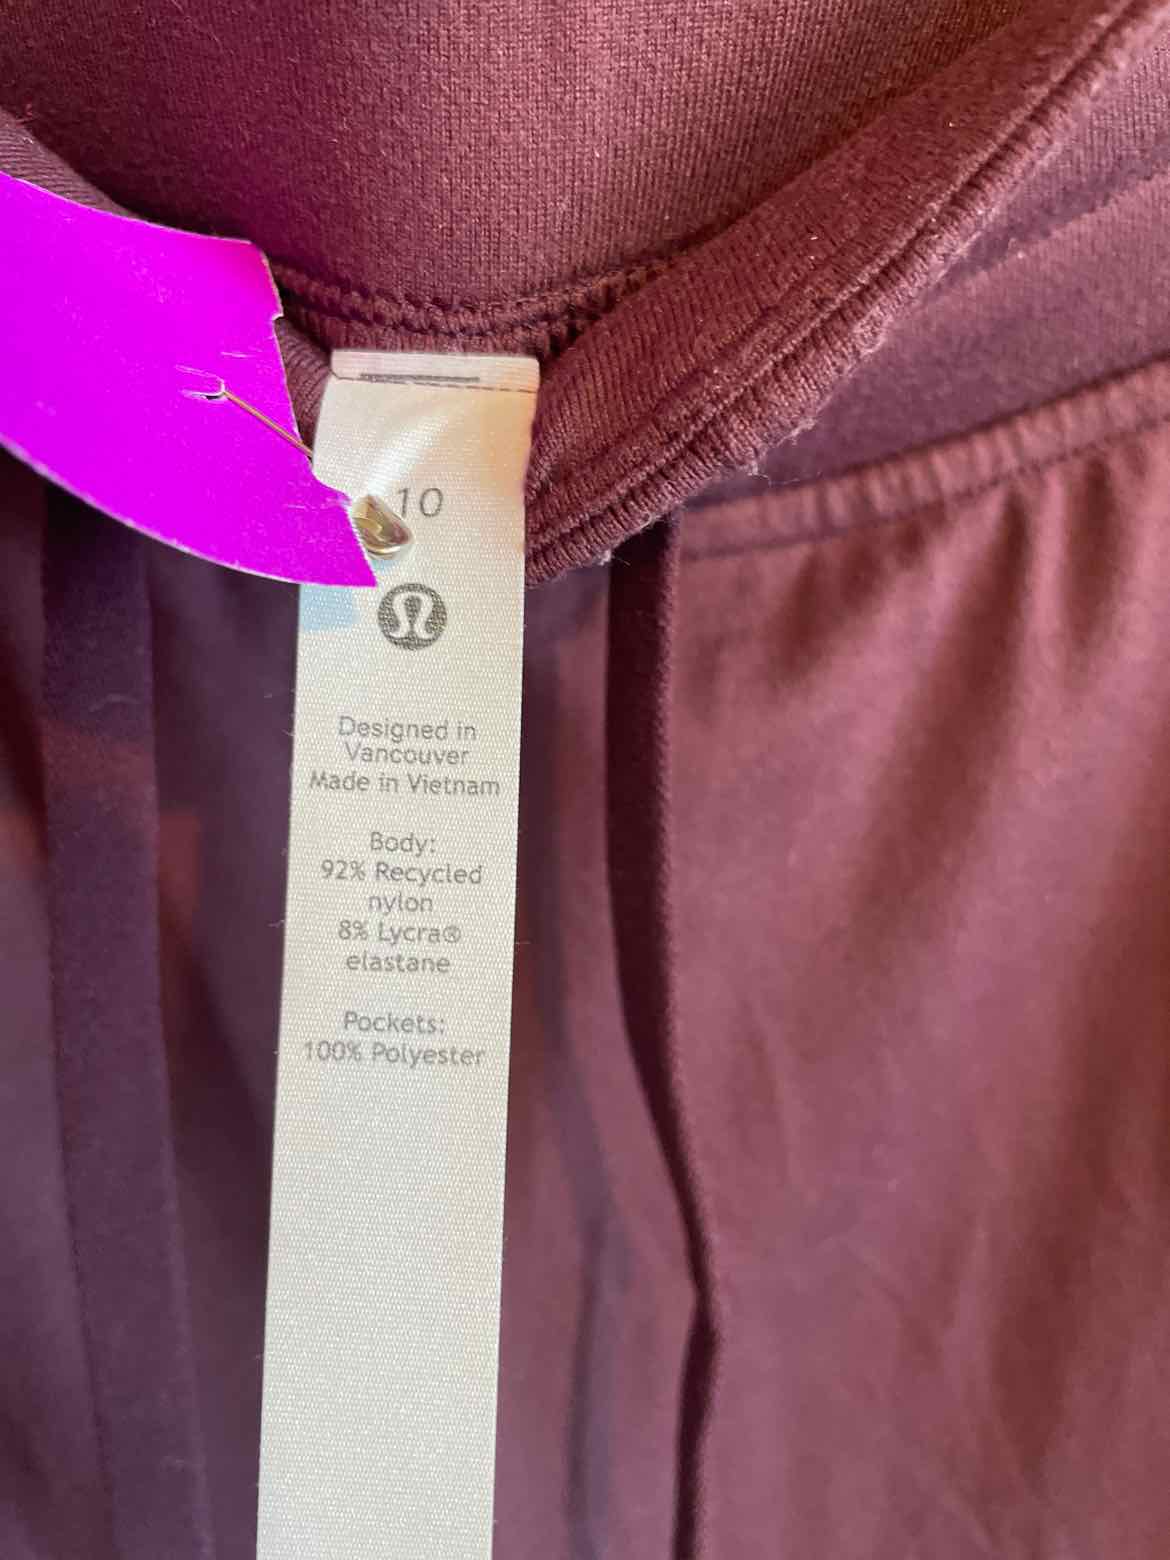 10
Designed in
Vancouver
Made in Vietnam
Body:
92% Recycled
nylon
8% Lycra®
elastane
Pockets:
100% Polyester